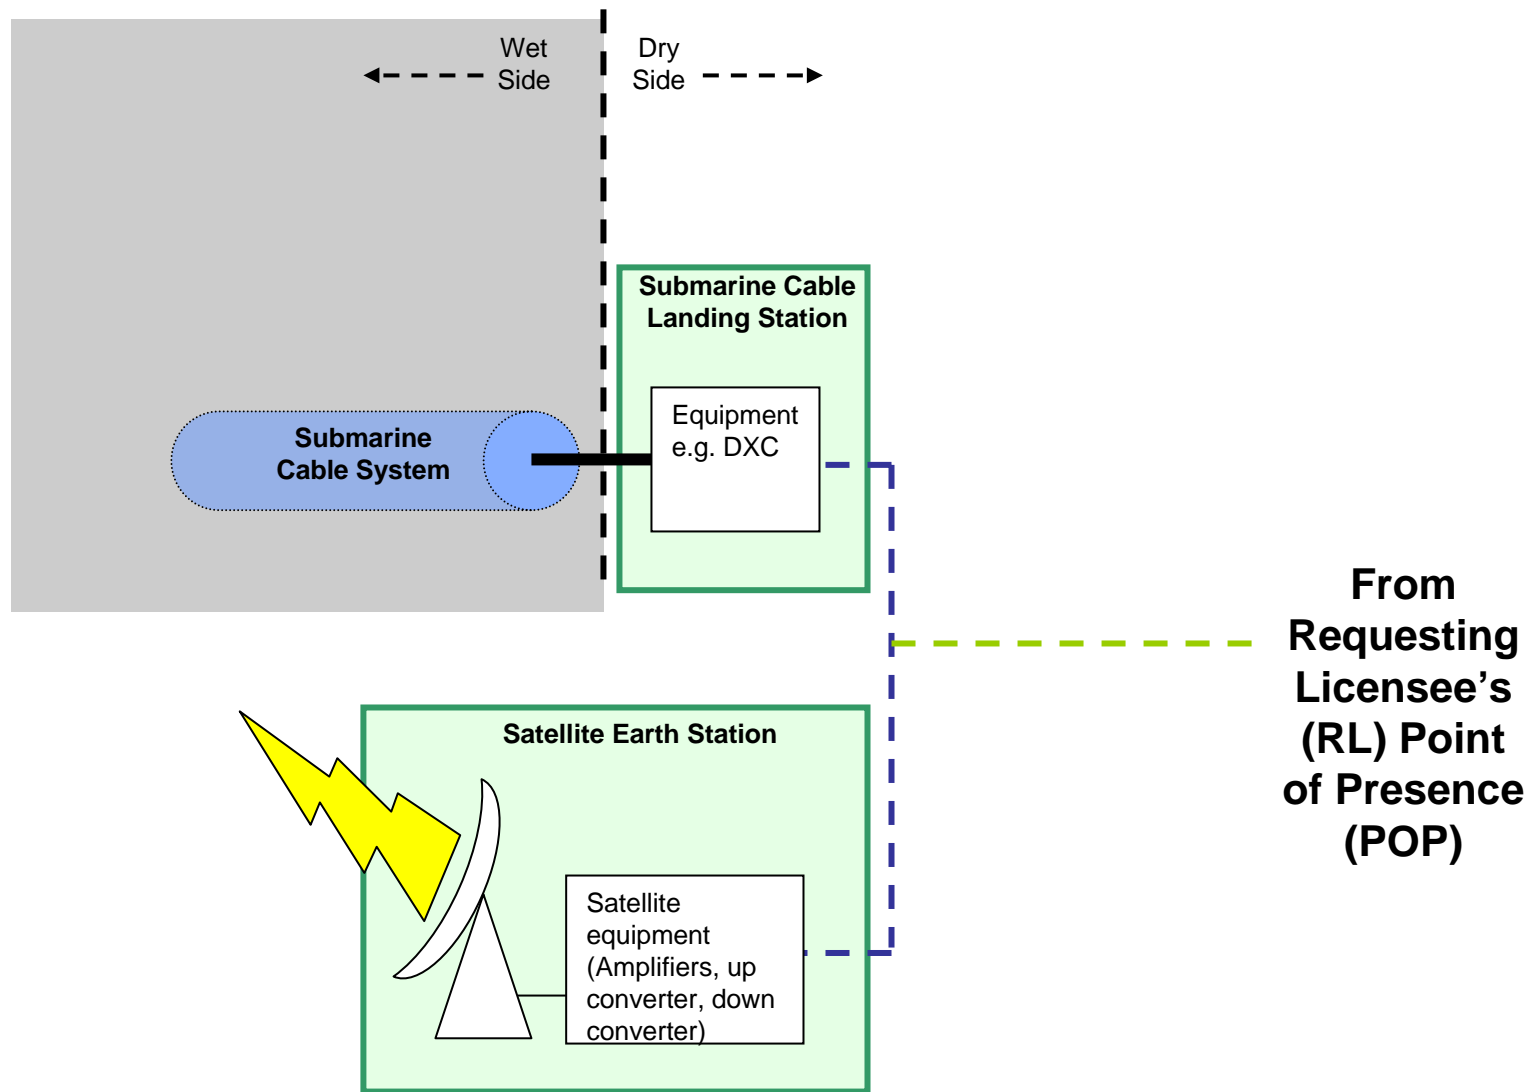 Wet
Side
Dry
Side
Submarine Cable
Landing Station
Equipment
e.g. DXC
Submarine
Cable System
From
Requesting
Licensee’s
(RL) Point
of Presence
(POP)
Satellite Earth Station
Satellite
equipment
(Amplifiers, up
converter, down
converter)